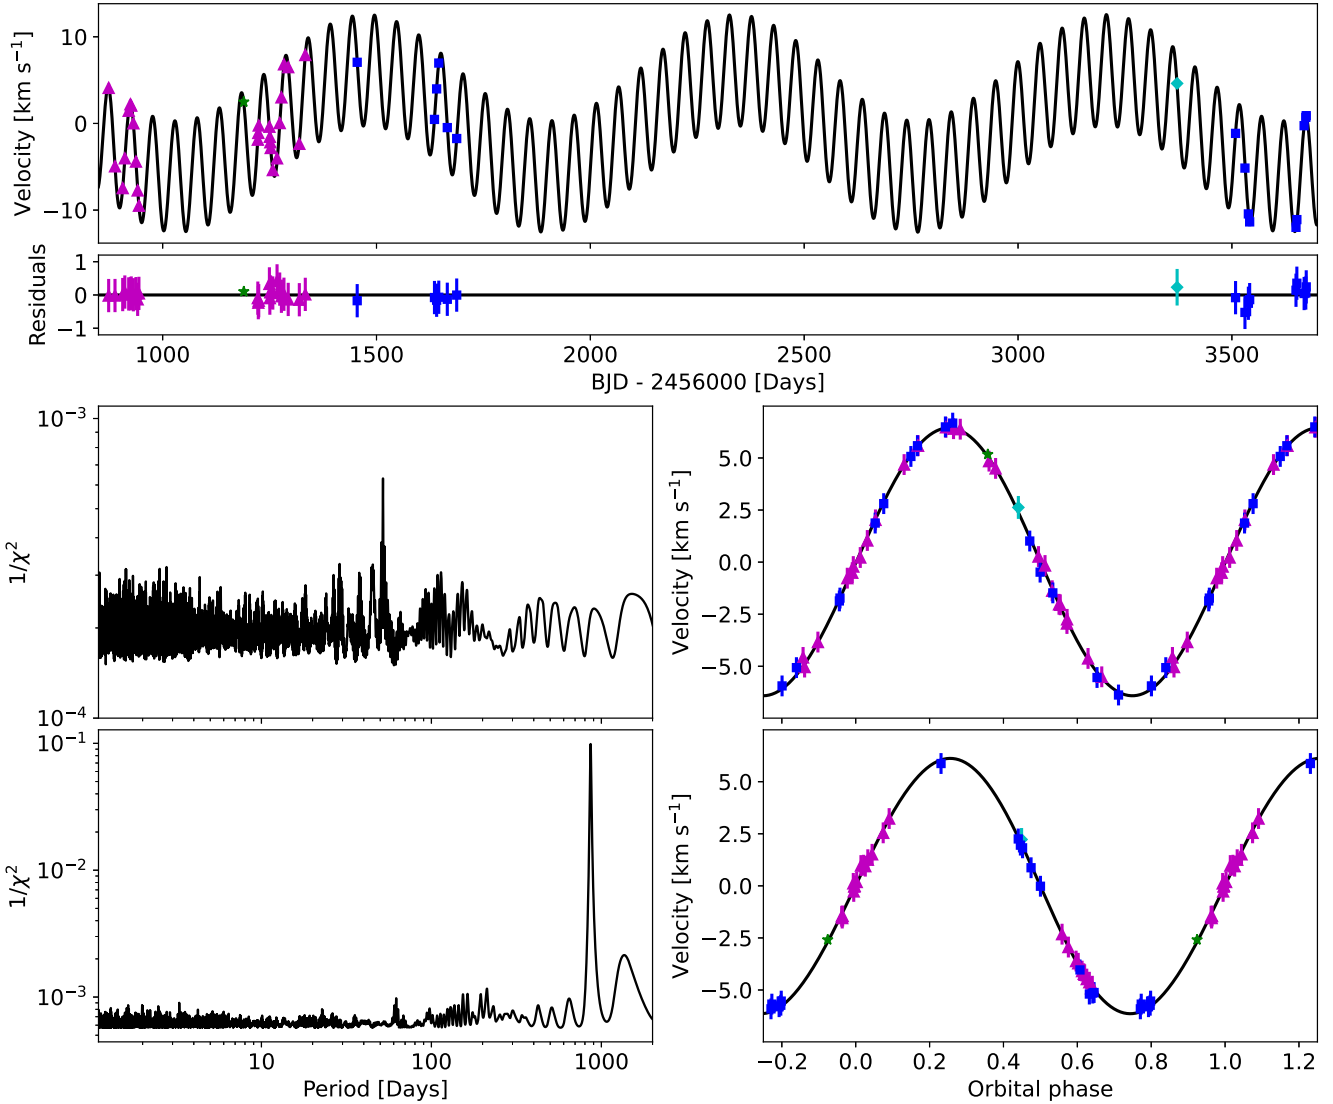 10
0
−10
Velocity [km s⁻¹]
1
0
−1
Residuals
1000 1500 2000 2500 3000 3500
BJD - 2456000 [Days]
10⁻³
10⁻⁴
1/χ²
5.0
2.5
0.0
−2.5
−5.0
Velocity [km s⁻¹]
10⁻¹
10⁻²
10⁻³
1/χ²
10 100 1000
Period [Days]
5.0
2.5
0.0
−2.5
−5.0
Velocity [km s⁻¹]
−0.2 0.0 0.2 0.4 0.6 0.8 1.0 1.2
Orbital phase